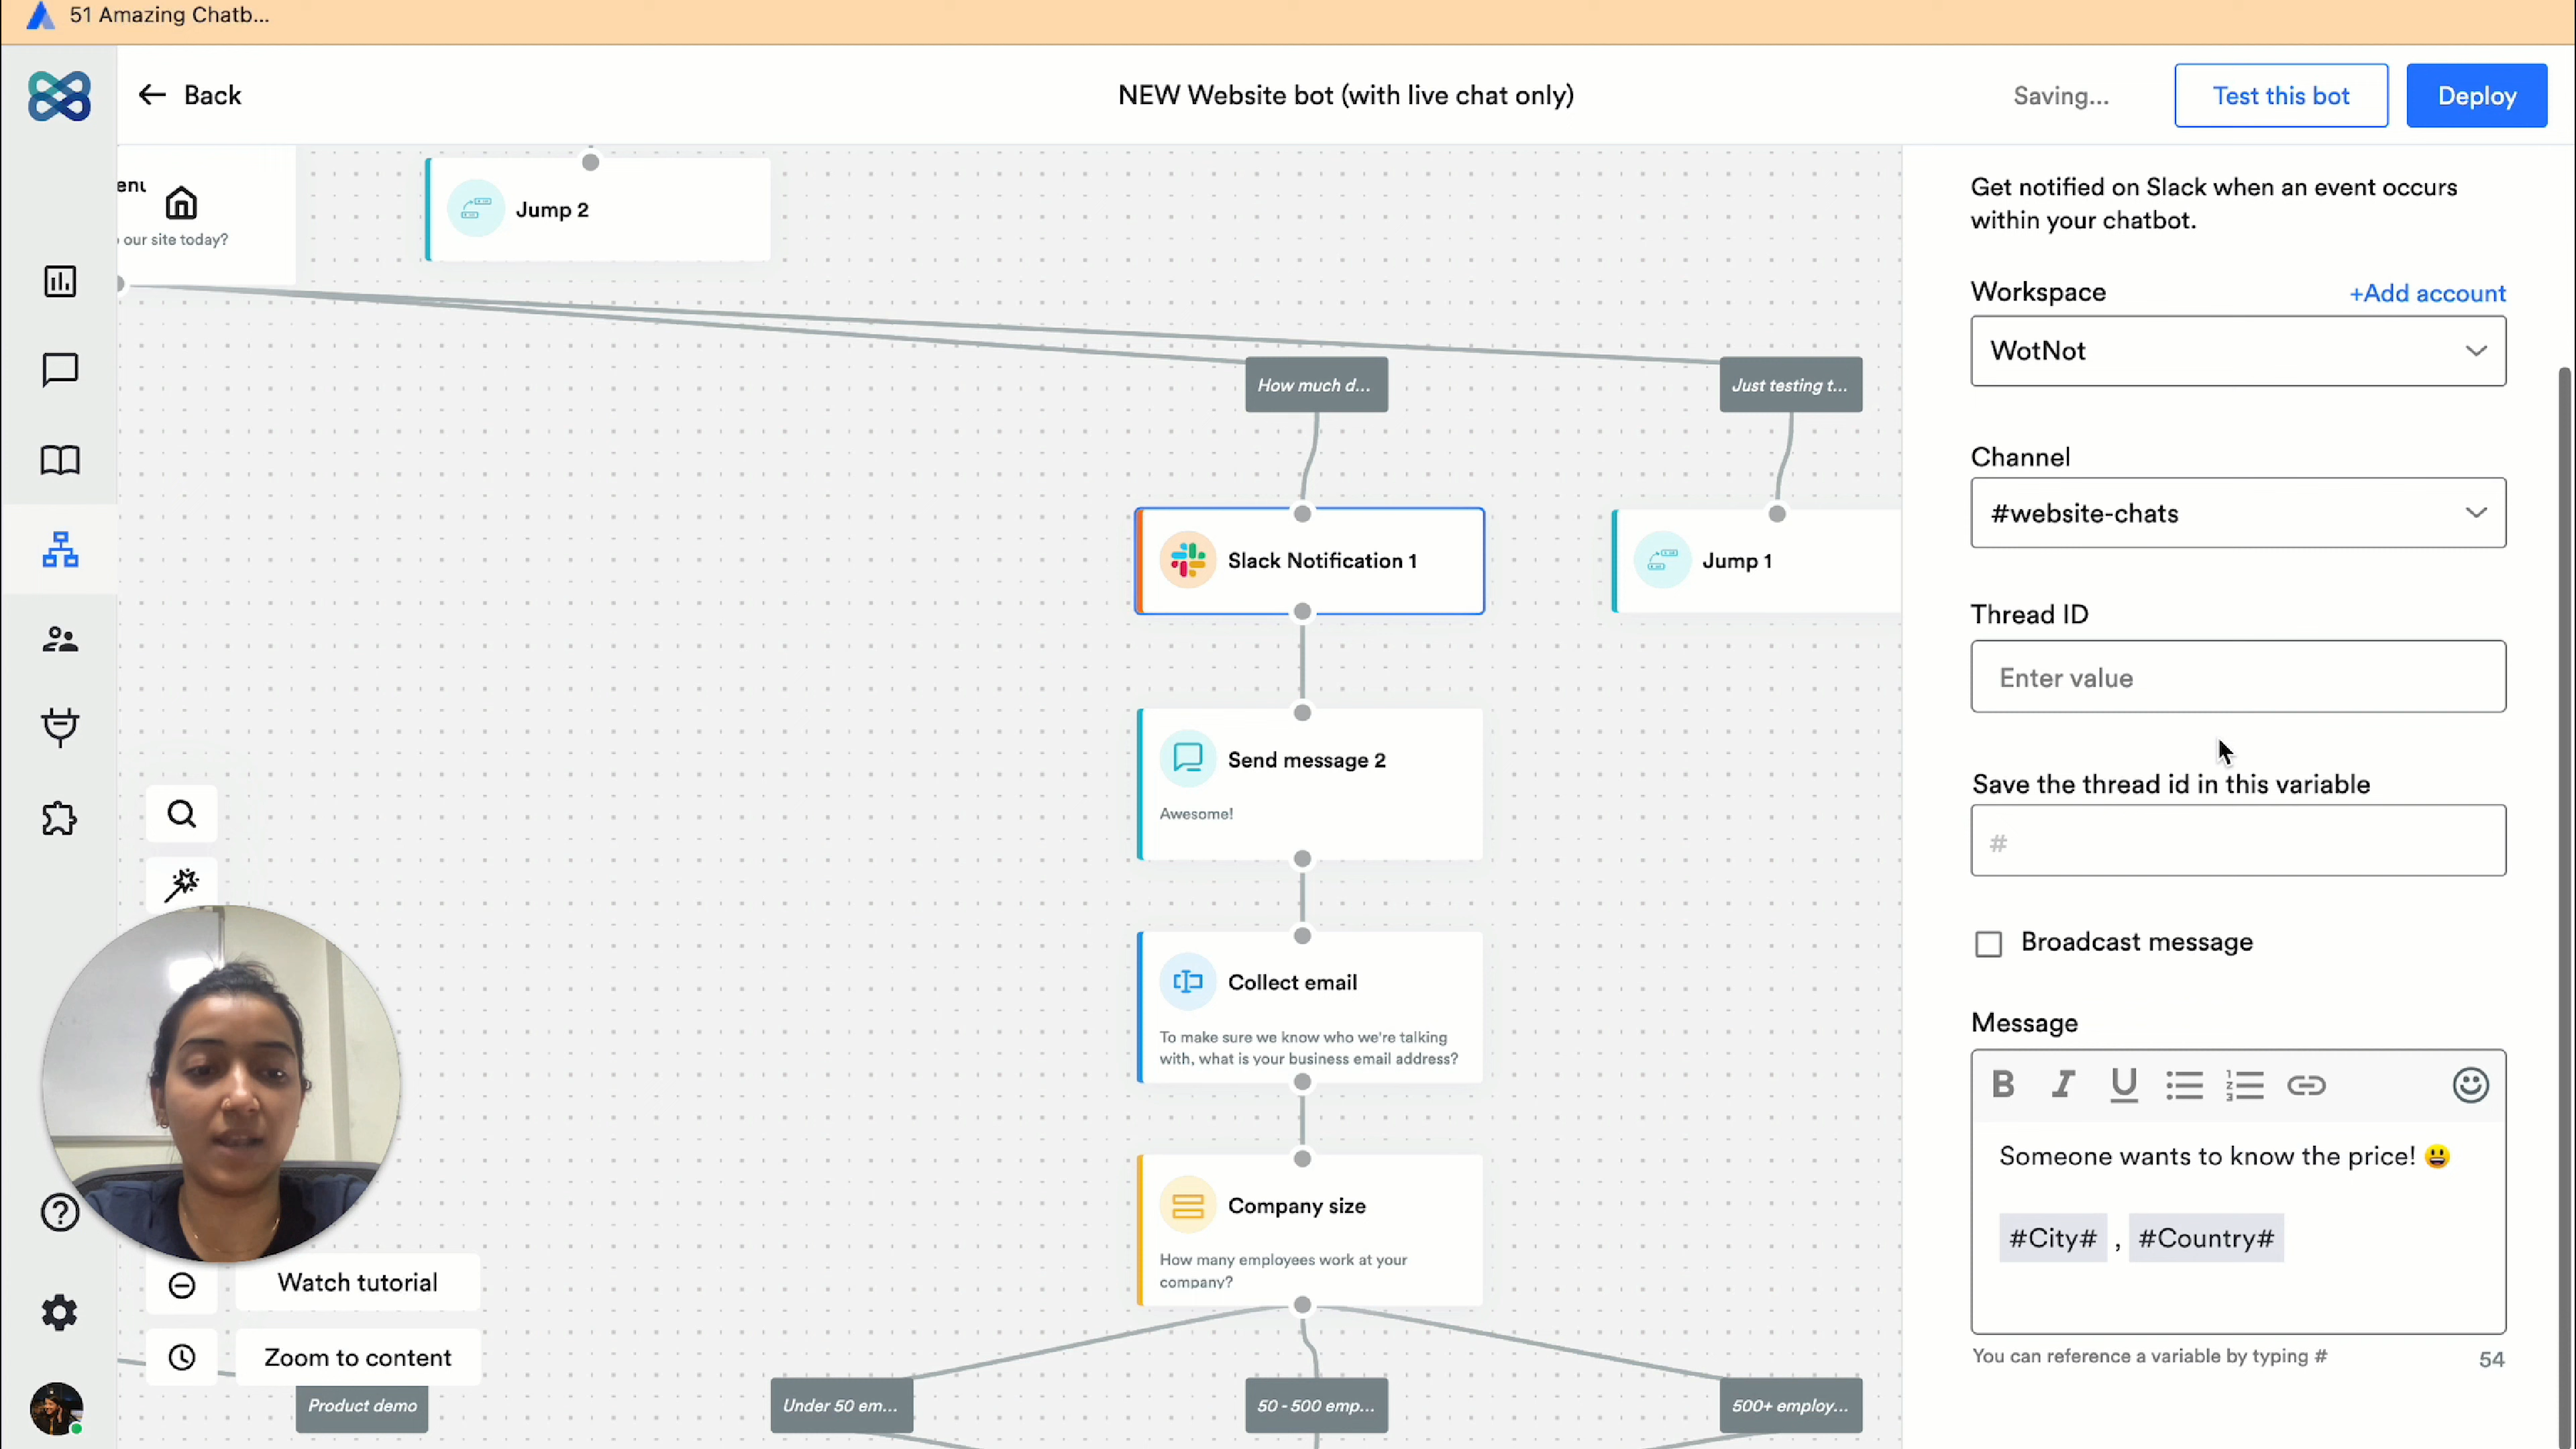 51 Amazing Chatb...
Back
NEW Website bot (with live chat only)
Saving...
Test this bot
Deploy
enu
our site today?
Jump 2
How much d...
Just testing t...
Slack Notification 1
Jump 1
Send message 2
Awesome!
Collect email
To make sure we know who we're talking
with, what is your business email address?
Company size
How many employees work at your
company?
Watch tutorial
Zoom to content
Product demo
Under 50 em...
50 - 500 emp...
500+ employ...
Get notified on Slack when an event occurs
within your chatbot.
Workspace
+Add account
WotNot
Channel
#website-chats
Thread ID
Enter value
Save the thread id in this variable
#
Broadcast message
Message
B I U
Someone wants to know the price! 😃
#City# , #Country#
You can reference a variable by typing #
54